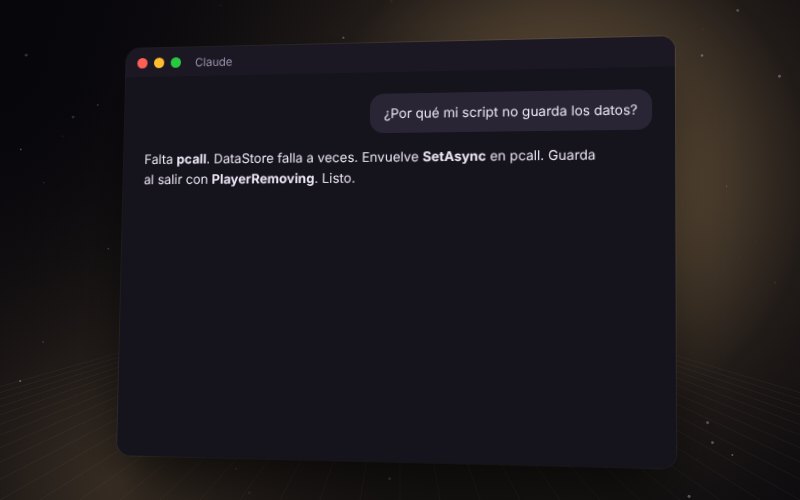 Claude
¿Por qué mi script no guarda los datos?
Falta pcall. DataStore falla a veces. Envuelve SetAsync en pcall. Guarda
al salir con PlayerRemoving. Listo.